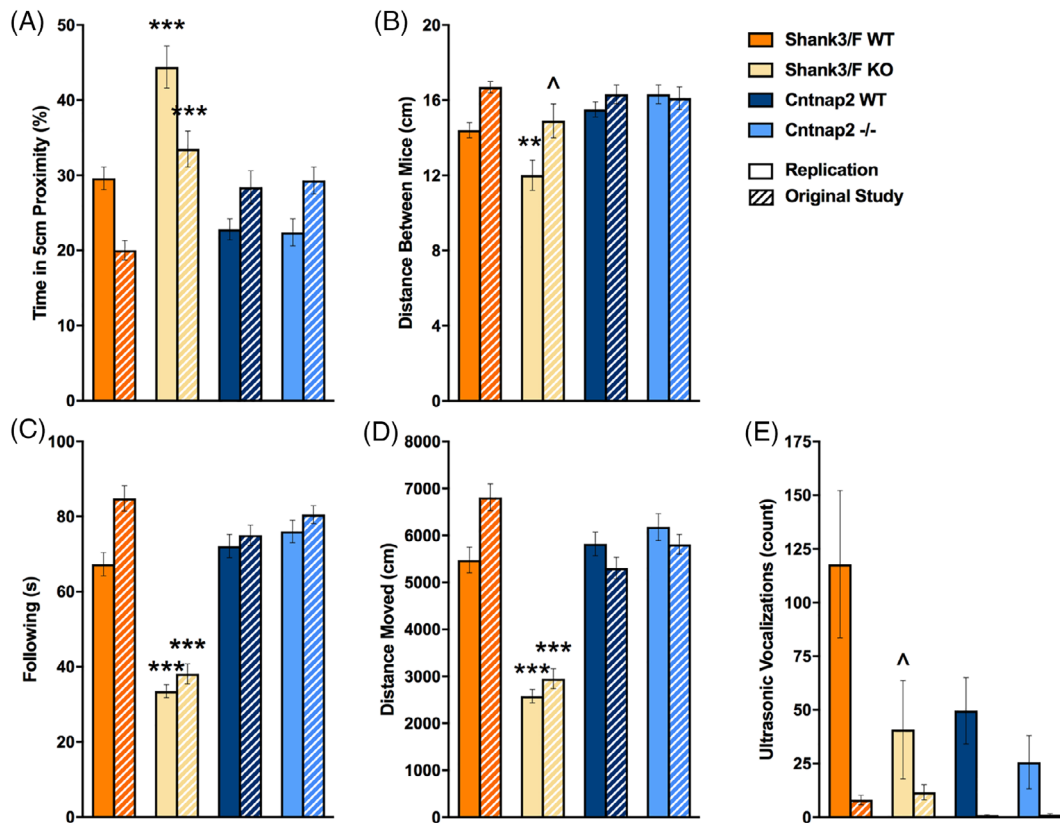 (A)
Time in 5cm Proximity (%)
50
40
30
20
10
0
***
***
(B)
Distance Between Mice (cm)
20
16
12
8
4
0
**
^
Shank3/F WT
Shank3/F KO
Cntnap2 WT
Cntnap2 -/-
Replication
Original Study
(C)
Following (s)
100
80
60
40
20
0
***
***
(D)
Distance Moved (cm)
8000
7000
6000
5000
4000
3000
2000
1000
0
***
***
(E)
Ultrasonic Vocalizations (count)
175
150
125
100
75
50
25
0
^